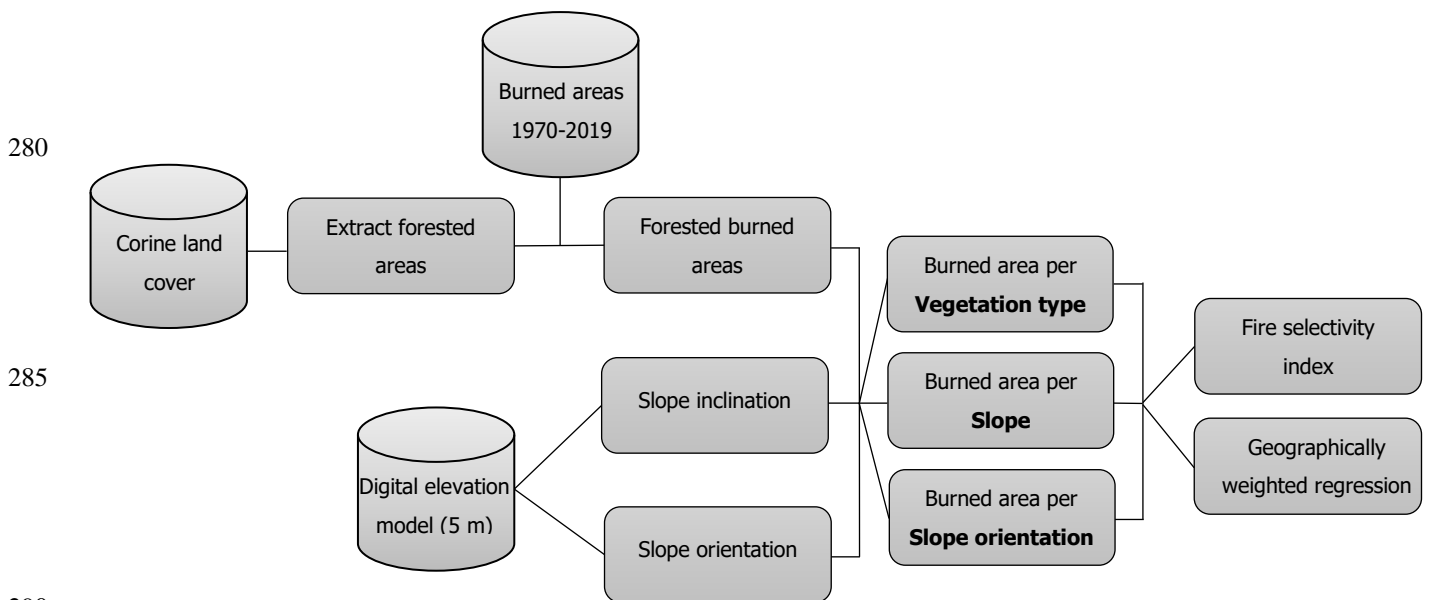 Burned areas
1970-2019
280
Corine land
cover
Extract forested
areas
Forested burned
areas
Burned area per
Vegetation type
Fire selectivity
index
285
Slope inclination
Burned area per
Slope
Geographically
weighted regression
Digital elevation
model (5 m)
Slope orientation
Burned area per
Slope orientation